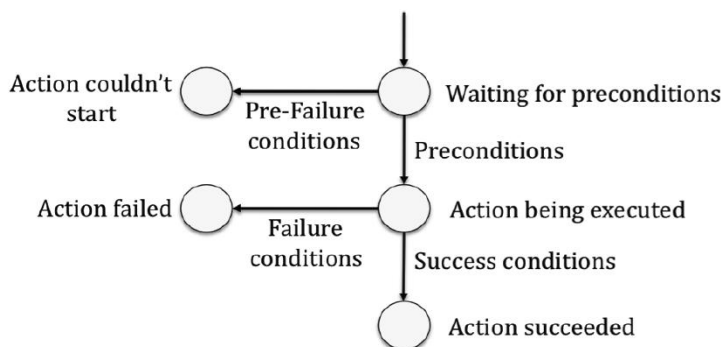 Action couldn't
start
Waiting for preconditions
Pre-Failure
conditions
Preconditions
Action failed
Action being executed
Failure
conditions
Success conditions
Action succeeded